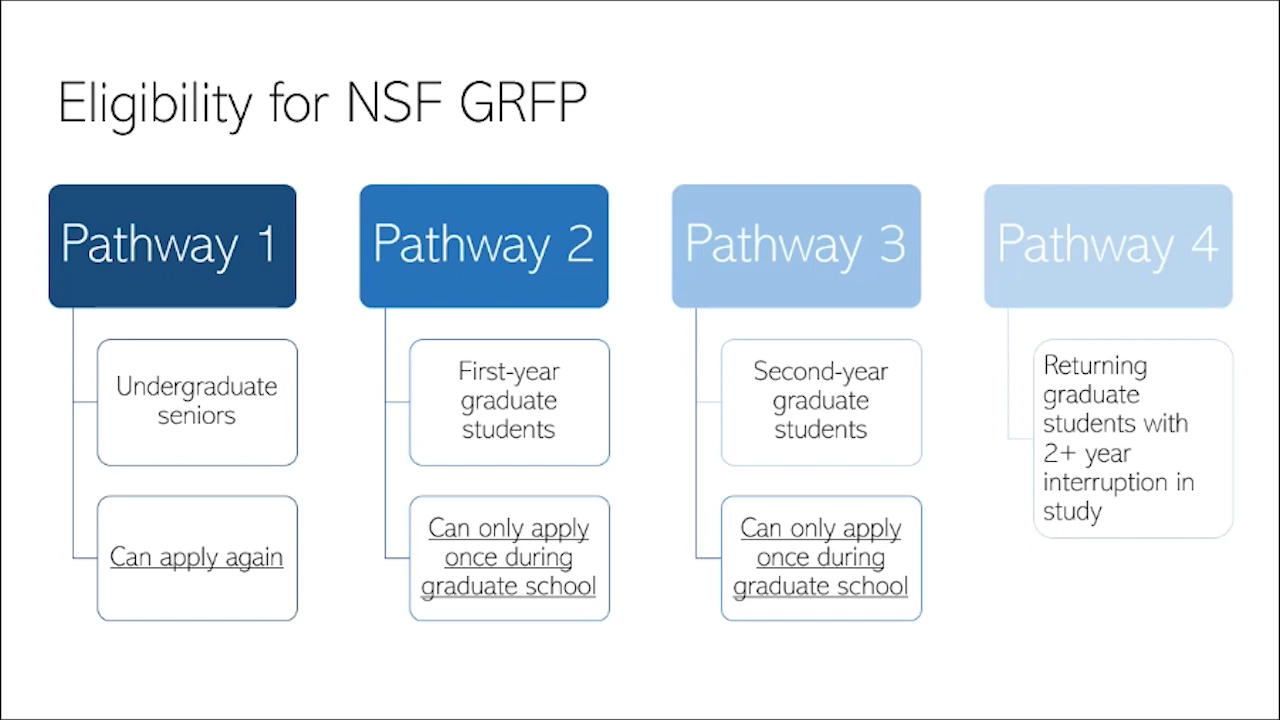 Eligibility for NSF GRFP
Pathway 1
Undergraduate
seniors
Can apply again
Pathway 2
First-year
graduate
students
Can only apply
once during
graduate school
Pathway 3
Second-year
graduate
students
Can only apply
once during
graduate school
Pathway 4
Returning
graduate
students with
2+ year
interruption in
study